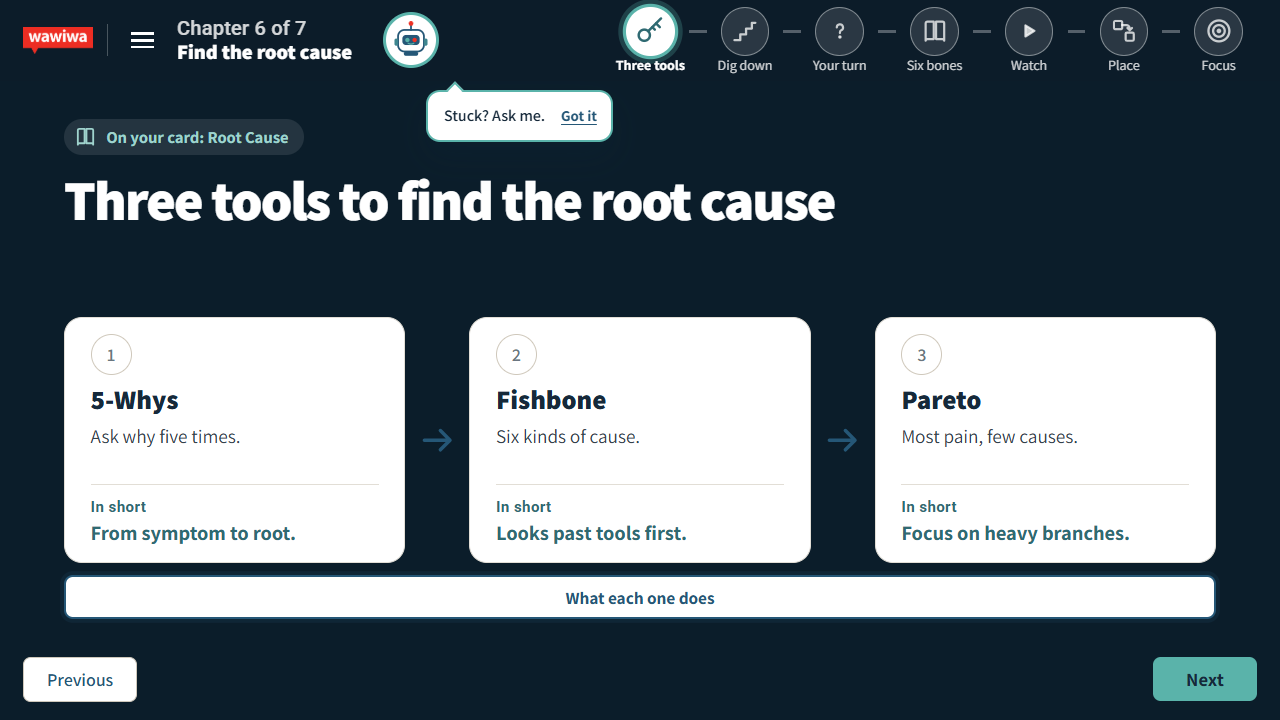 wawiwa
Chapter 6 of 7
Find the root cause
Three tools
Dig down
?
Your turn
Six bones
Watch
Place
Focus
Stuck? Ask me. Got it
On your card: Root Cause
Three tools to find the root cause
1
5-Whys
Ask why five times.
In short
From symptom to root.
2
Fishbone
Six kinds of cause.
In short
Looks past tools first.
3
Pareto
Most pain, few causes.
In short
Focus on heavy branches.
What each one does
Previous
Next